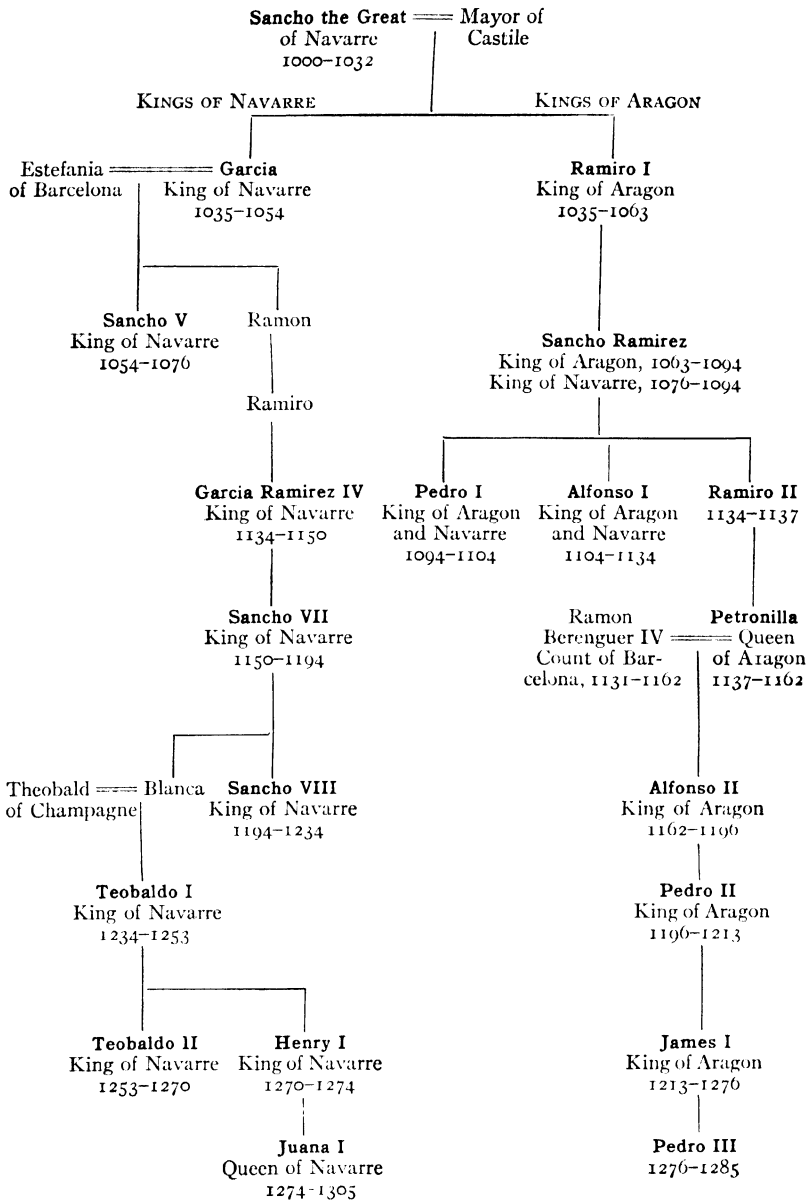 Sancho the Great Mayor of
of Navarre Castile
1000–1032
KINGS OF NAVARRE KINGS OF ARAGON
Estefania Garcia
of Barcelona King of Navarre
1035–1054
Ramiro I
King of Aragon
1035–1063
Sancho V
King of Navarre
1054–1076
Ramon
Sancho Ramirez
King of Aragon, 1063–1094
King of Navarre, 1076–1094
Ramiro
Garcia Ramirez IV
King of Navarre
1134–1150
Pedro I
King of Aragon
and Navarre
1094–1104
Alfonso I
King of Aragon
and Navarre
1104–1134
Ramiro II
1134–1137
Sancho VII
King of Navarre
1150–1194
Ramon
Berenguer IV
Count of Bar-
celona, 1131–1162
Petronilla
Queen
of Aragon
1137–1162
Theobald
of Champagne
Blanca
Sancho VIII
King of Navarre
1194–1234
Alfonso II
King of Aragon
1162–1196
Teobaldo I
King of Navarre
1234–1253
Pedro II
King of Aragon
1196–1213
Teobaldo II
King of Navarre
1253–1270
Henry I
King of Navarre
1270–1274
James I
King of Aragon
1213–1276
Juana I
Queen of Navarre
1274–1305
Pedro III
1276–1285